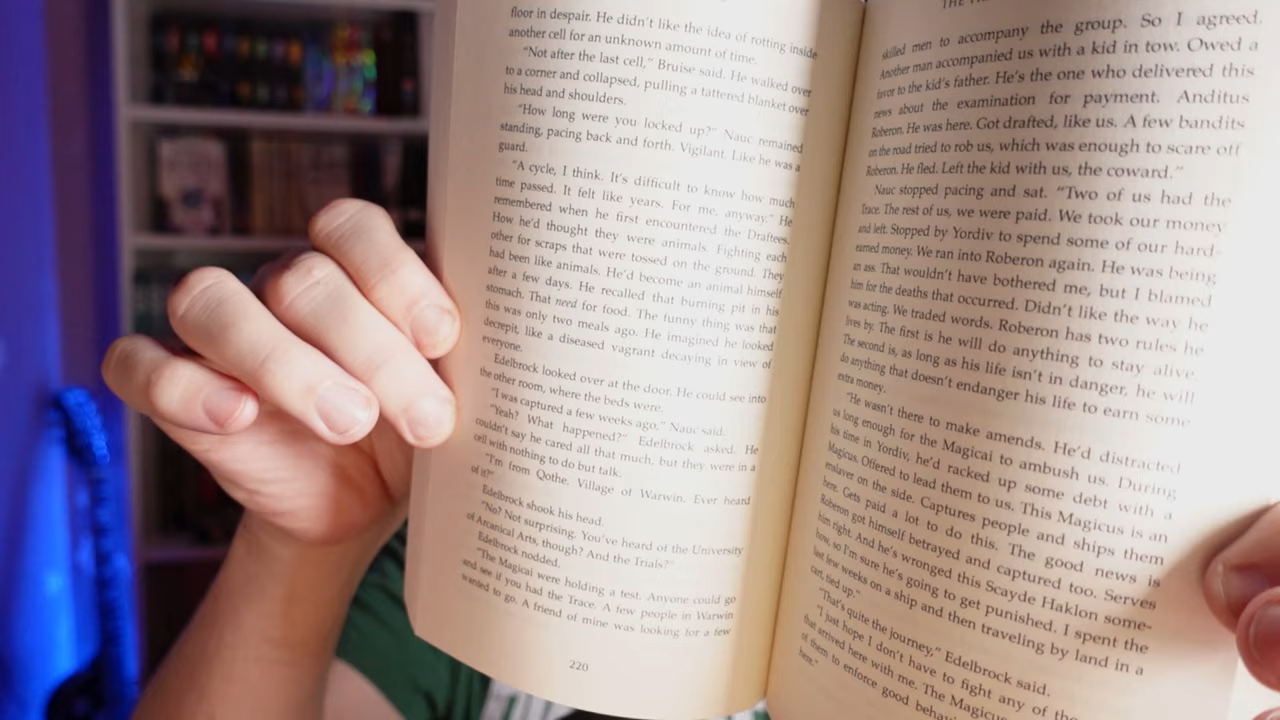 floor in despair. He didn't like the idea of rotting inside
another cell for an unknown amount of time.
"Not after the last cell," Bruise said. He walked over
to a corner and collapsed, pulling a tattered blanket over
his head and shoulders.
"How long were you locked up?" Nauc remained
standing, pacing back and forth. Vigilant. Like he was a
guard.
"A cycle, I think. It's difficult to know how much
time passed. It felt like years. For me, anyway." He
remembered when he first encountered the Draftees.
How he'd thought they were animals. Fighting each
other for scraps that were tossed on the ground. They
had been like animals. He'd become an animal himself
after a few days. He recalled that burning pit in his
stomach. That need for food. The funny thing was that
this was only two meals ago. He imagined he looked
decrepit, like a diseased vagrant decaying in view of
everyone.
Edelbrock looked over at the door. He could see into
the other room, where the beds were.
"I was captured a few weeks ago," Nauc said.
"Yeah? What happened?" Edelbrock asked. He
couldn't say he cared all that much, but they were in a
cell with nothing to do but talk.
"I'm from Qothe. Village of Warwin. Ever heard
of it?"
Edelbrock shook his head.
"No? Not surprising. You've heard of the University
of Arcanical Arts, though? And the Trials?"
Edelbrock nodded.
"The Magicai were holding a test. Anyone could go
and see if you had the Trace. A few people in Warwin
wanted to go. A friend of mine was looking for a few
220
THE
skilled men to accompany the group. So I agreed.
Another man accompanied us with a kid in tow. Owed a
favor to the kid's father. He's the one who delivered this
news about the examination for payment. Anditus
Roberon. He was here. Got drafted, like us. A few bandits
on the road tried to rob us, which was enough to scare off
Roberon. He fled. Left the kid with us, the coward."
Nauc stopped pacing and sat. "Two of us had the
Trace. The rest of us, we were paid. We took our money
and left. Stopped by Yordiv to spend some of our hard-
earned money. We ran into Roberon again. He was being
an ass. That wouldn't have bothered me, but I blamed
him for the deaths that occurred. Didn't like the way he
was acting. We traded words. Roberon has two rules he
lives by. The first is he will do anything to stay alive.
The second is, as long as his life isn't in danger, he will
do anything that doesn't endanger his life to earn some
extra money.
"He wasn't there to make amends. He'd distracted
us long enough for the Magicai to ambush us. During
his time in Yordiv, he'd racked up some debt with a
Magicus. Offered to lead them to us. This Magicus is an
enslaver on the side. Captures people and ships them
here. Gets paid a lot to do this. The good news is
Roberon got himself betrayed and captured too. Serves
him right. And he's wronged this Scayde Haklon some-
how, so I'm sure he's going to get punished. I spent the
last few weeks on a ship and then traveling by land in a
cart, tied up."
"That's quite the journey," Edelbrock said.
"I just hope I don't have to fight any of the
that arrived here with me. The Magicus
of them to enforce good
here."